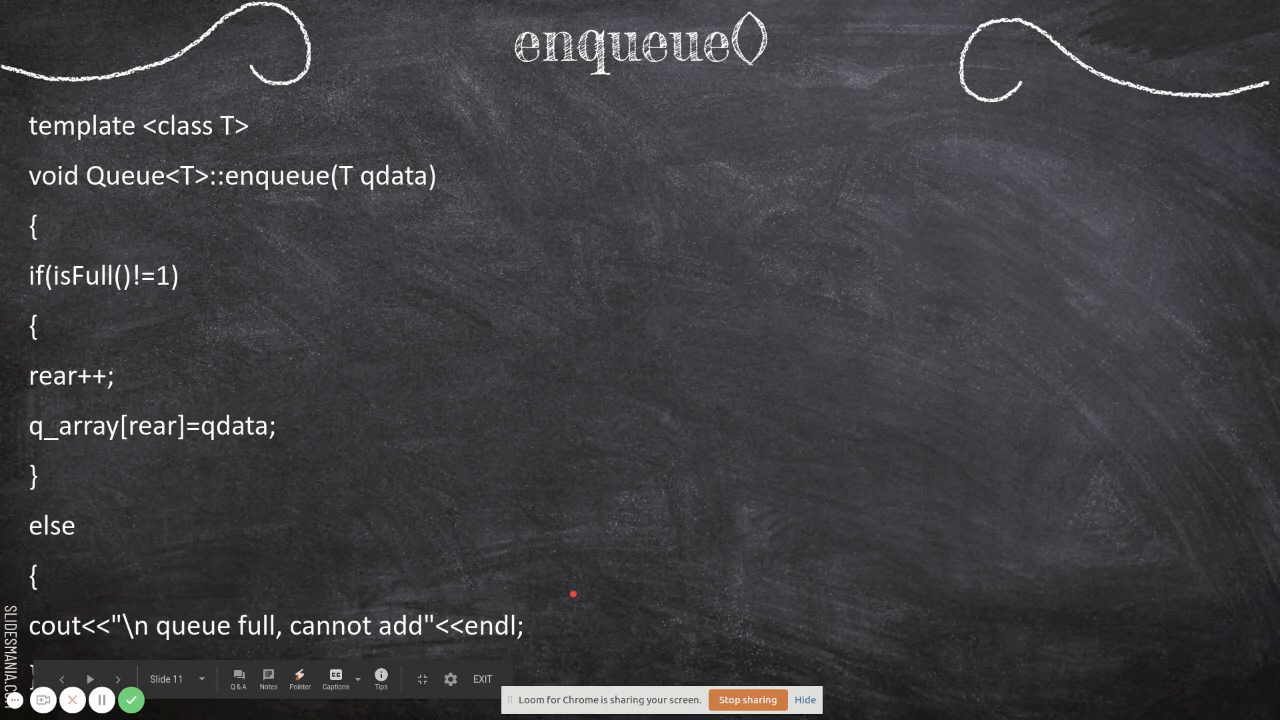 enqueue()
template <class T>
void Queue<T>::enqueue(T qdata)
{
if(isFull()!=1)
{
rear++;
q_array[rear]=qdata;
}
else
{
cout<<"\n queue full, cannot add"<<endl;
SLIDESMANIA.CO
Slide 11
Q & A
Notes
Pointer
Captions
Tips
EXIT
Loom for Chrome is sharing your screen.
Stop sharing
Hide